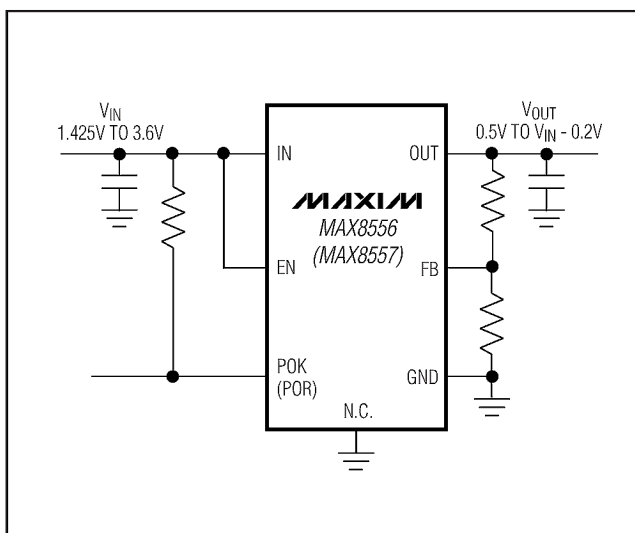 VIN
1.425V TO 3.6V
VOUT
0.5V TO VIN - 0.2V
IN
OUT
MAXIM
MAX8556
(MAX8557)
EN
FB
POK
(POR)
GND
N.C.